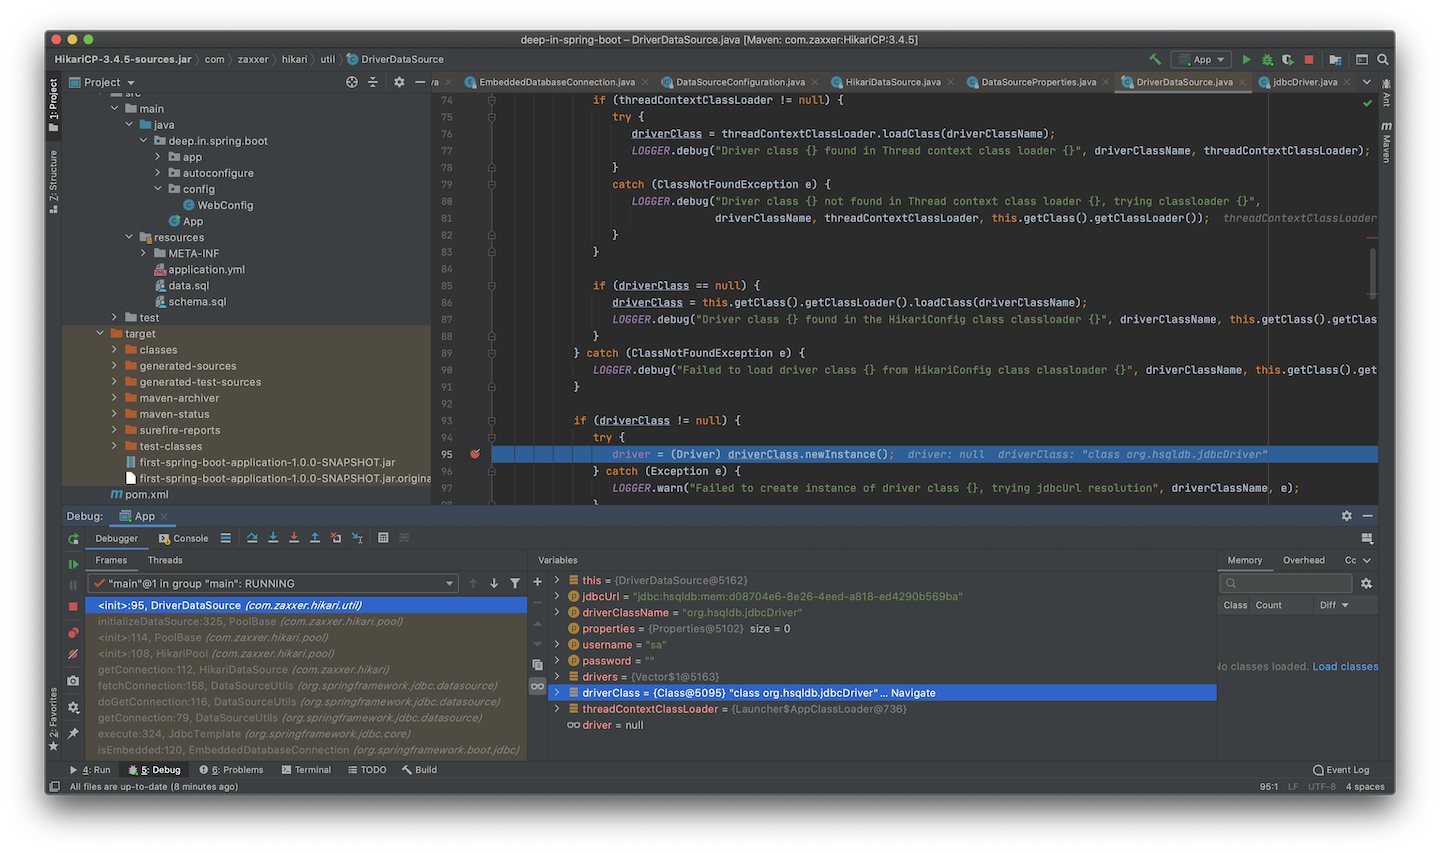 deep-in-spring-boot – DriverDataSource.java [Maven: com.zaxxer:HikariCP:3.4.5]
HikariCP-3.4.5-sources.jar › com › zaxxer › hikari › util › DriverDataSource
App
Project
EmbeddedDatabaseConnection.java
DataSourceConfiguration.java
HikariDataSource.java
DataSourceProperties.java
DriverDataSource.java
jdbcDriver.java
1: Project
Z: Structure
2: Favorites
Ant
Maven
src
main
java
deep.in.spring.boot
app
autoconfigure
config
WebConfig
App
resources
META-INF
application.yml
data.sql
schema.sql
test
target
classes
generated-sources
generated-test-sources
maven-archiver
maven-status
surefire-reports
test-classes
first-spring-boot-application-1.0.0-SNAPSHOT.jar
first-spring-boot-application-1.0.0-SNAPSHOT.jar.origina
pom.xml
74 if (threadContextClassLoader != null) {
75 try {
76 driverClass = threadContextClassLoader.loadClass(driverClassName);
77 LOGGER.debug("Driver class {} found in Thread context class loader {}", driverClassName, threadContextClassLoader);
78 }
79 catch (ClassNotFoundException e) {
80 LOGGER.debug("Driver class {} not found in Thread context class loader {}, trying classloader {}",
81 driverClassName, threadContextClassLoader, this.getClass().getClassLoader()); threadContextClassLoader
82 }
83 }
84
85 if (driverClass == null) {
86 driverClass = this.getClass().getClassLoader().loadClass(driverClassName);
87 LOGGER.debug("Driver class {} found in the HikariConfig class classloader {}", driverClassName, this.getClass().getClas
88 }
89 } catch (ClassNotFoundException e) {
90 LOGGER.debug("Failed to load driver class {} from HikariConfig class classloader {}", driverClassName, this.getClass().get
91 }
92
93 if (driverClass != null) {
94 try {
95 driver = (Driver) driverClass.newInstance(); driver: null driverClass: "class org.hsqldb.jdbcDriver"
96 } catch (Exception e) {
97 LOGGER.warn("Failed to create instance of driver class {}, trying jdbcUrl resolution", driverClassName, e);
98 }
Debug: App
Debugger Console
Frames Threads
"main"@1 in group "main": RUNNING
<init>:95, DriverDataSource (com.zaxxer.hikari.util)
initializeDataSource:325, PoolBase (com.zaxxer.hikari.pool)
<init>:114, PoolBase (com.zaxxer.hikari.pool)
<init>:108, HikariPool (com.zaxxer.hikari.pool)
getConnection:112, HikariDataSource (com.zaxxer.hikari)
fetchConnection:158, DataSourceUtils (org.springframework.jdbc.datasource)
doGetConnection:116, DataSourceUtils (org.springframework.jdbc.datasource)
getConnection:79, DataSourceUtils (org.springframework.jdbc.datasource)
execute:324, JdbcTemplate (org.springframework.jdbc.core)
isEmbedded:120, EmbeddedDatabaseConnection (org.springframework.boot.jdbc)
Variables
this = {DriverDataSource@5162}
jdbcUrl = "jdbc:hsqldb:mem:d08704e6-8e26-4eed-a818-ed4290b569ba"
driverClassName = "org.hsqldb.jdbcDriver"
properties = {Properties@5102} size = 0
username = "sa"
password = ""
drivers = {Vector$1@5163}
driverClass = {Class@5095} "class org.hsqldb.jdbcDriver"... Navigate
threadContextClassLoader = {Launcher$AppClassLoader@736}
driver = null
Memory Overhead Cc
Class Count Diff
No classes loaded. Load classes
4: Run 5: Debug 6: Problems Terminal TODO Build Event Log
All files are up-to-date (8 minutes ago) 95:1 LF UTF-8 4 spaces